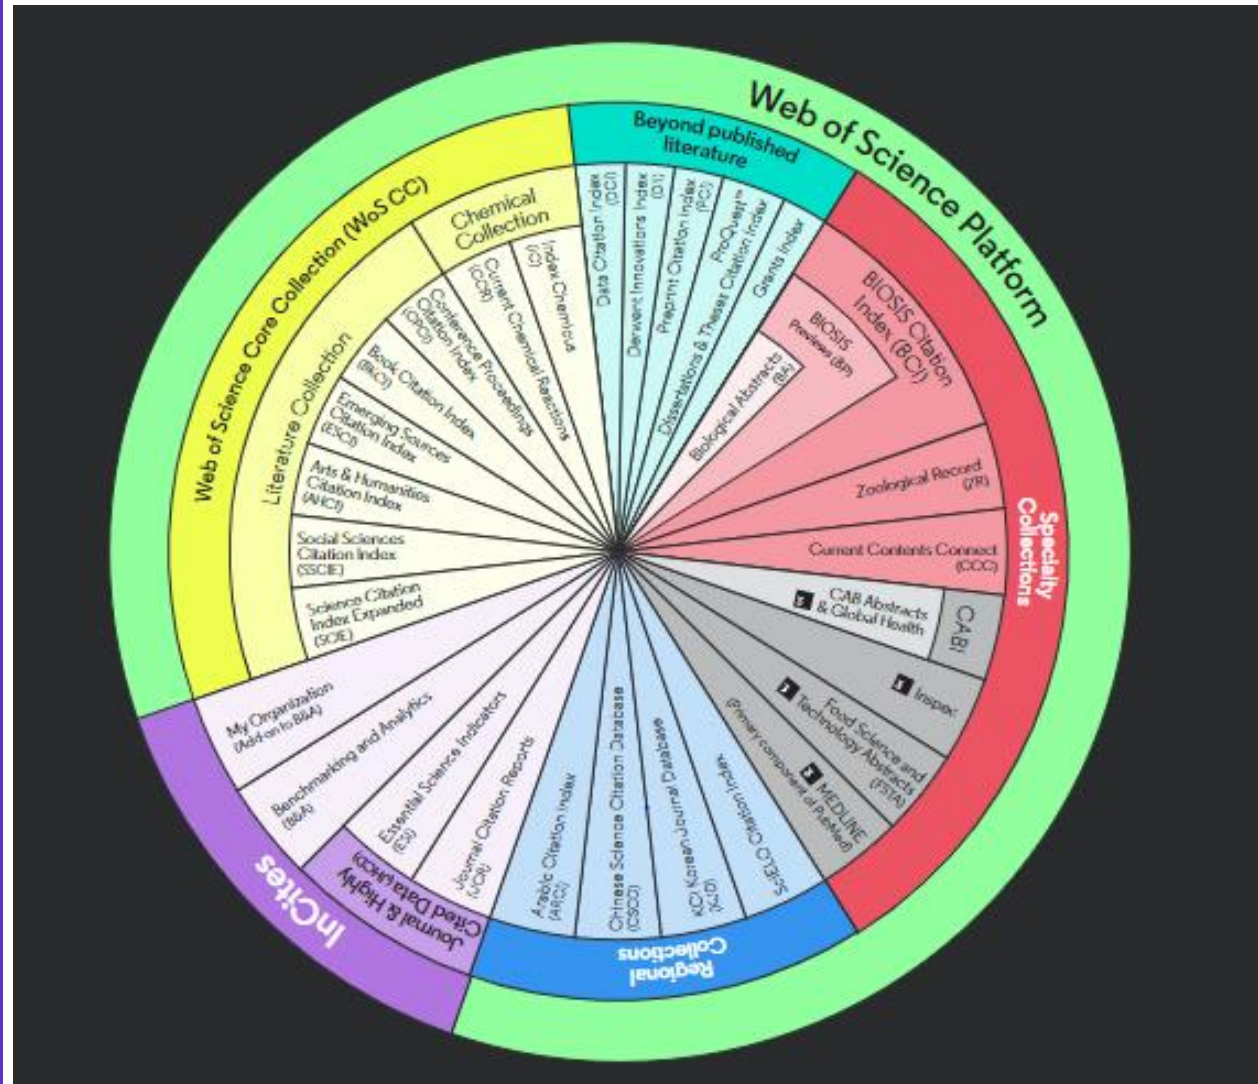 Web of Science Platform
Beyond published
literature
Data Citation Index
(DCI)
Derwent Innovations Index
(DII)
Preprint Citation Index
(PCI)
ProQuest™
Dissertations & Theses Citation Index
Grants Index
Specialty
Collections
BIOSIS Citation
Index (BCI)
BIOSIS
Previews (BP)
Biological Abstracts
(BA)
Zoological Record
(ZR)
Current Contents Connect
(CCC)
CABI
CAB Abstracts
& Global Health
Inspec
Food Science and
Technology Abstracts
(FSTA)
MEDLINE
(Primary component of PubMed)
Regional
Collections
SciELO Citation Index
KCI Korean Journal Database
(KJD)
Chinese Science Citation Database
(CSCD)
Arabic Citation Index
(ARCI)
InCites
Journal & Highly
Cited Data (JHCD)
Journal Citation Reports
(JCR)
Essential Science Indicators
(ESI)
Benchmarking and Analytics
(B&A)
My Organization
(Add-on to B&A)
Web of Science Core Collection (WoS CC)
Literature Collection
Science Citation
Index Expanded
(SCIE)
Social Sciences
Citation Index
(SSCIE)
Arts & Humanities
Citation Index
(AHCI)
Emerging Sources
Citation Index
(ESCI)
Book Citation Index
(BKCI)
Conference Proceedings
Citation Index
(CPCI)
Chemical
Collection
Current Chemical Reactions
(CCR)
Index Chemicus
(IC)